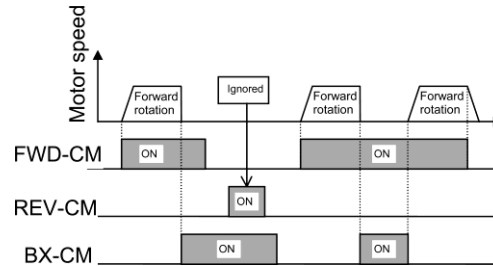 Motor speed
Forward
rotation
Ignored
Forward
rotation
Forward
rotation
FWD-CM
ON
ON
REV-CM
ON
BX-CM
ON
ON